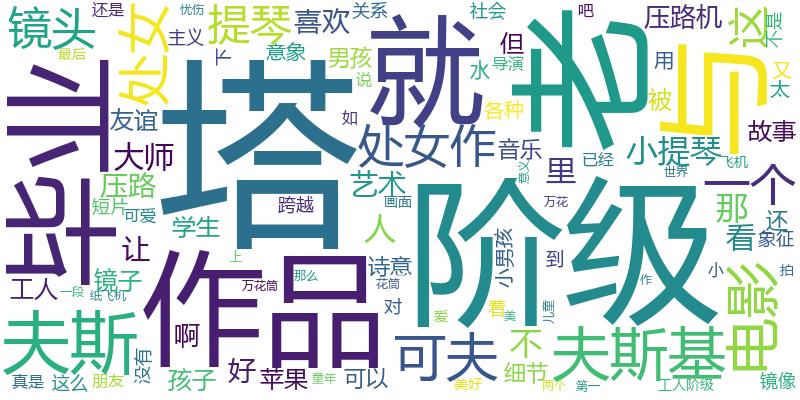 镜头
还是
处女
提琴
喜欢
忧伤
关系
社会
吧
压路机
这
不是
最后
主义
下
意象
男孩
说
就
但
水
导演
老
与
用
被
又
太
毕业
友谊
塔
如
处女作
音乐
各种
小提琴
已经
飞机
故事
大师
压路
短片
可爱
学生
跨越
艺术
画面
人
里
意义
万花
世界
一个
那
还
让
镜子
工人
一段
纸飞机
上
万花筒
那么
花筒
诗意
对
小男孩
阶级
到
着
看
象征
小
作
拍
作品
夫斯
啊
爱
美
儿童
可夫
不
细节
夫斯基
电影
真是
这么
朋友
没有
孩子
好
苹果
童年
可以
美好
两个
第一
工人阶级
镜像